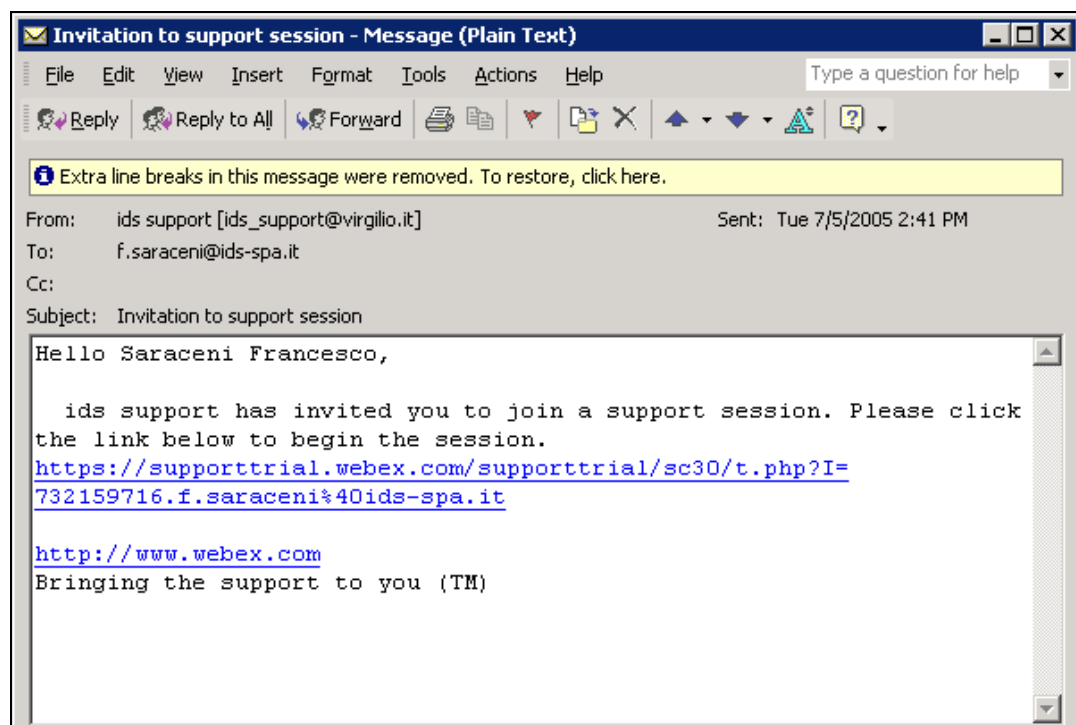 Invitation to support session - Message (Plain Text)
File Edit View Insert Format Tools Actions Help Type a question for help
Reply Reply to All Forward
Extra line breaks in this message were removed. To restore, click here.
From: ids support [ids_support@virgilio.it] Sent: Tue 7/5/2005 2:41 PM
To: f.saraceni@ids-spa.it
Cc:
Subject: Invitation to support session
Hello Saraceni Francesco,
ids support has invited you to join a support session. Please click
the link below to begin the session.
https://supporttrial.webex.com/supporttrial/sc30/t.php?I=
732159716.f.saraceni%40ids-spa.it
http://www.webex.com
Bringing the support to you (TM)